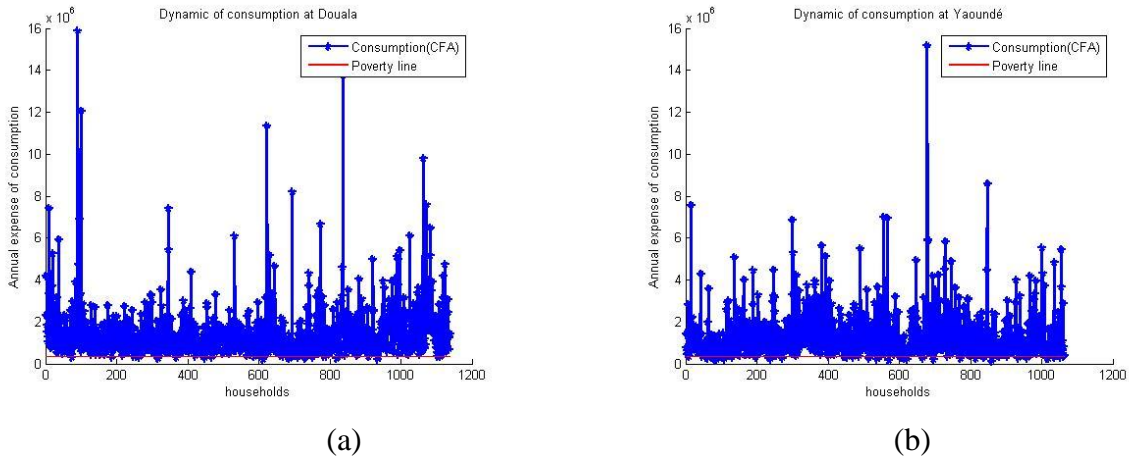 Dynamic of consumption at Douala
x 10^6
Consumption(CFA)
Poverty line
16
14
12
10
8
6
4
2
0
Annual expense of consumption
0 200 400 600 800 1000 1200
households
(a)
Dynamic of consumption at Yaoundé
x 10^6
Consumption(CFA)
Poverty line
16
14
12
10
8
6
4
2
0
Annual expense of consumption
0 200 400 600 800 1000 1200
households
(b)